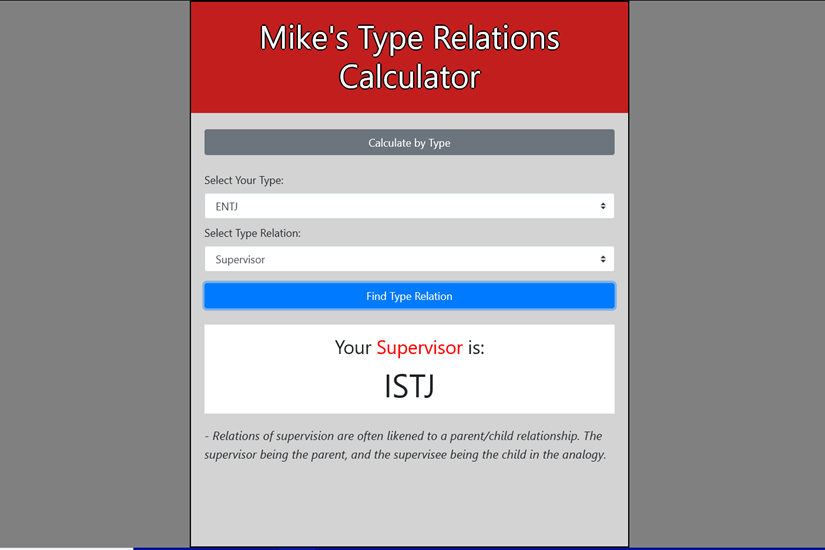 Mike's Type Relations
Calculator
Calculate by Type
Select Your Type:
ENTJ
Select Type Relation:
Supervisor
Find Type Relation
Your Supervisor is:
ISTJ
- Relations of supervision are often likened to a parent/child relationship. The
supervisor being the parent, and the supervisee being the child in the analogy.